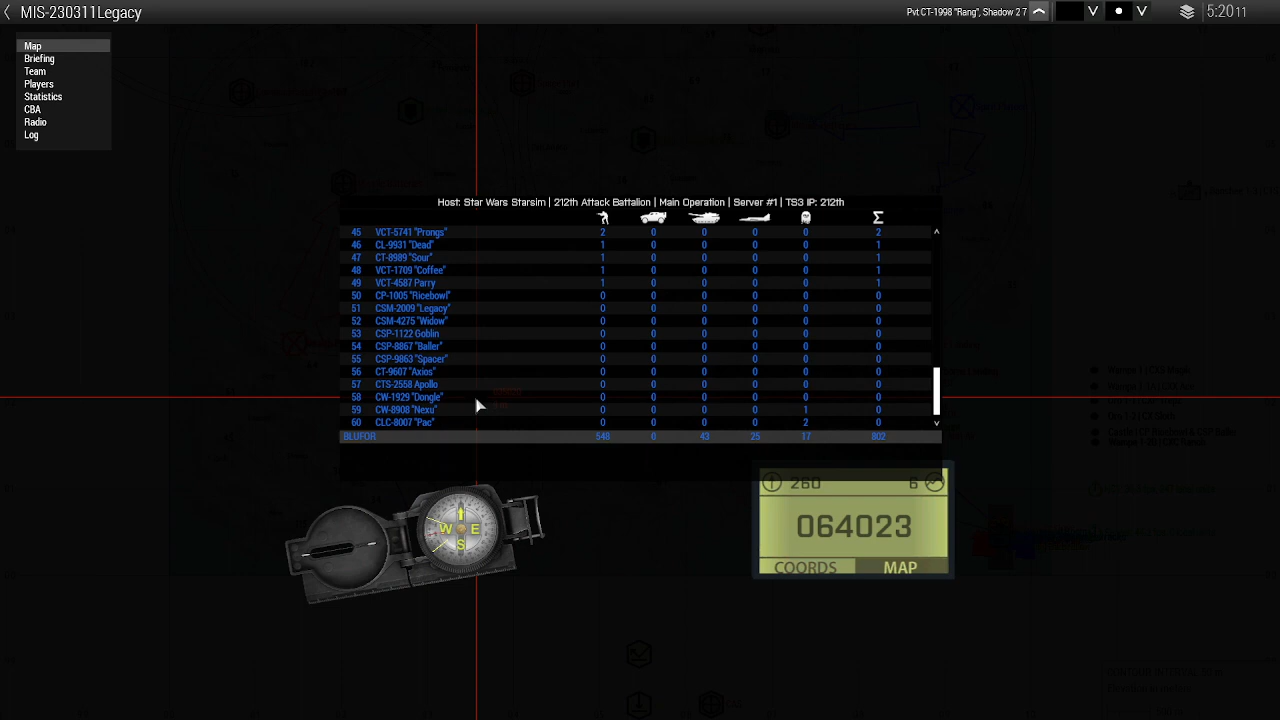 MIS-230311Legacy
Pvt CT-1998 "Rang", Shadow 2 7
5:20 11
Map
Briefing
Team
Players
Statistics
CBA
Radio
Log
Host: Star Wars Starsim | 212th Attack Battalion | Main Operation | Server #1 | TS3 IP: 212th
Σ
45 VCT-5741 "Prongs" 2 0 0 0 0 2
46 CL-9931 "Dead" 1 0 0 0 0 1
47 CT-8989 "Sour" 1 0 0 0 0 1
48 VCT-1709 "Coffee" 1 0 0 0 0 1
49 VCT-4587 Parry 1 0 0 0 0 1
50 CP-1005 "Ricebowl" 0 0 0 0 0 0
51 CSM-2009 "Legacy" 0 0 0 0 0 0
52 CSM-4275 "Widow" 0 0 0 0 0 0
53 CSP-1122 Goblin 0 0 0 0 0 0
54 CSP-8867 "Baller" 0 0 0 0 0 0
55 CSP-9863 "Spacer" 0 0 0 0 0 0
56 CT-9607 "Axios" 0 0 0 0 0 0
57 CTS-2558 Apollo 0 0 0 0 0 0
58 CW-1929 "Dongle" 0 0 0 0 0 0
59 CW-8908 "Nexu" 0 0 0 0 1 0
60 CLC-8007 "Pac" 0 0 0 0 2 0
BLUFOR 548 0 43 25 17 802
260 6
064023
COORDS MAP
W E
S